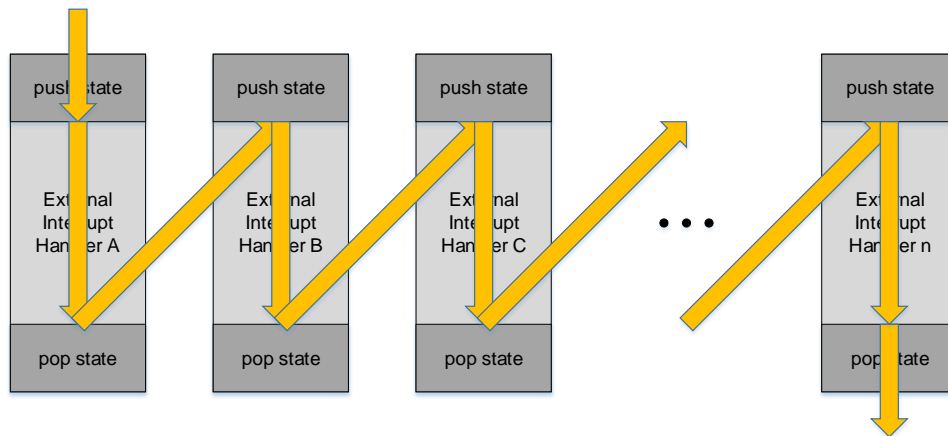 push state
push state
push state
push state
External
Interrupt
Handler A
External
Interrupt
Handler B
External
Interrupt
Handler C
• • •
External
Interrupt
Handler n
pop state
pop state
pop state
pop state